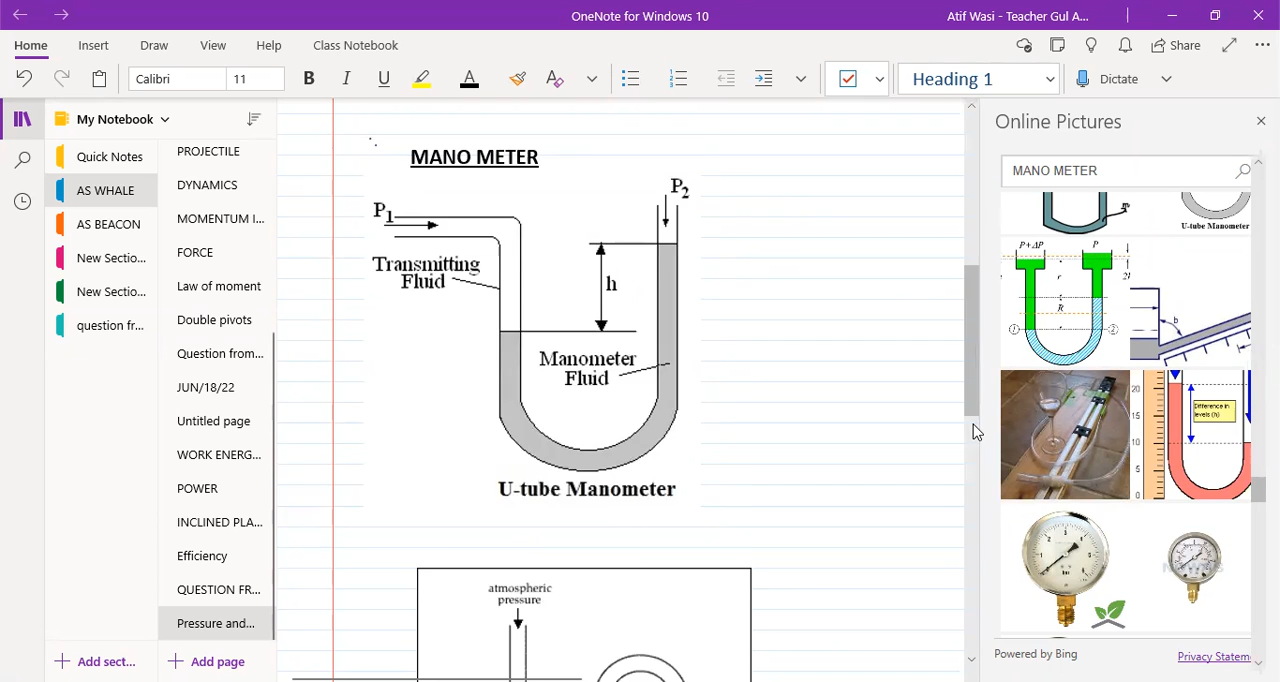 OneNote for Windows 10
Atif Wasi - Teacher Gul A...
Home
Insert
Draw
View
Help
Class Notebook
Share
Calibri
11
B
I
U
A
A
Heading 1
Dictate
My Notebook
Quick Notes
AS WHALE
AS BEACON
New Sectio...
New Sectio...
question fr...
Add sect...
PROJECTILE
DYNAMICS
MOMENTUM I...
FORCE
Law of moment
Double pivots
Question from...
JUN/18/22
Untitled page
WORK ENERG...
POWER
INCLINED PLA...
Efficiency
QUESTION FR...
Pressure and...
Add page
MANO METER
P1
P2
Transmitting
Fluid
h
Manometer
Fluid
U-tube Manometer
atmospheric
pressure
Online Pictures
MANO METER
U-tube Manometer
P+ΔP
P
r
R
1
2
b
20
15
10
5
0
Difference in
levels (h)
bar
Powered by Bing
Privacy Statem